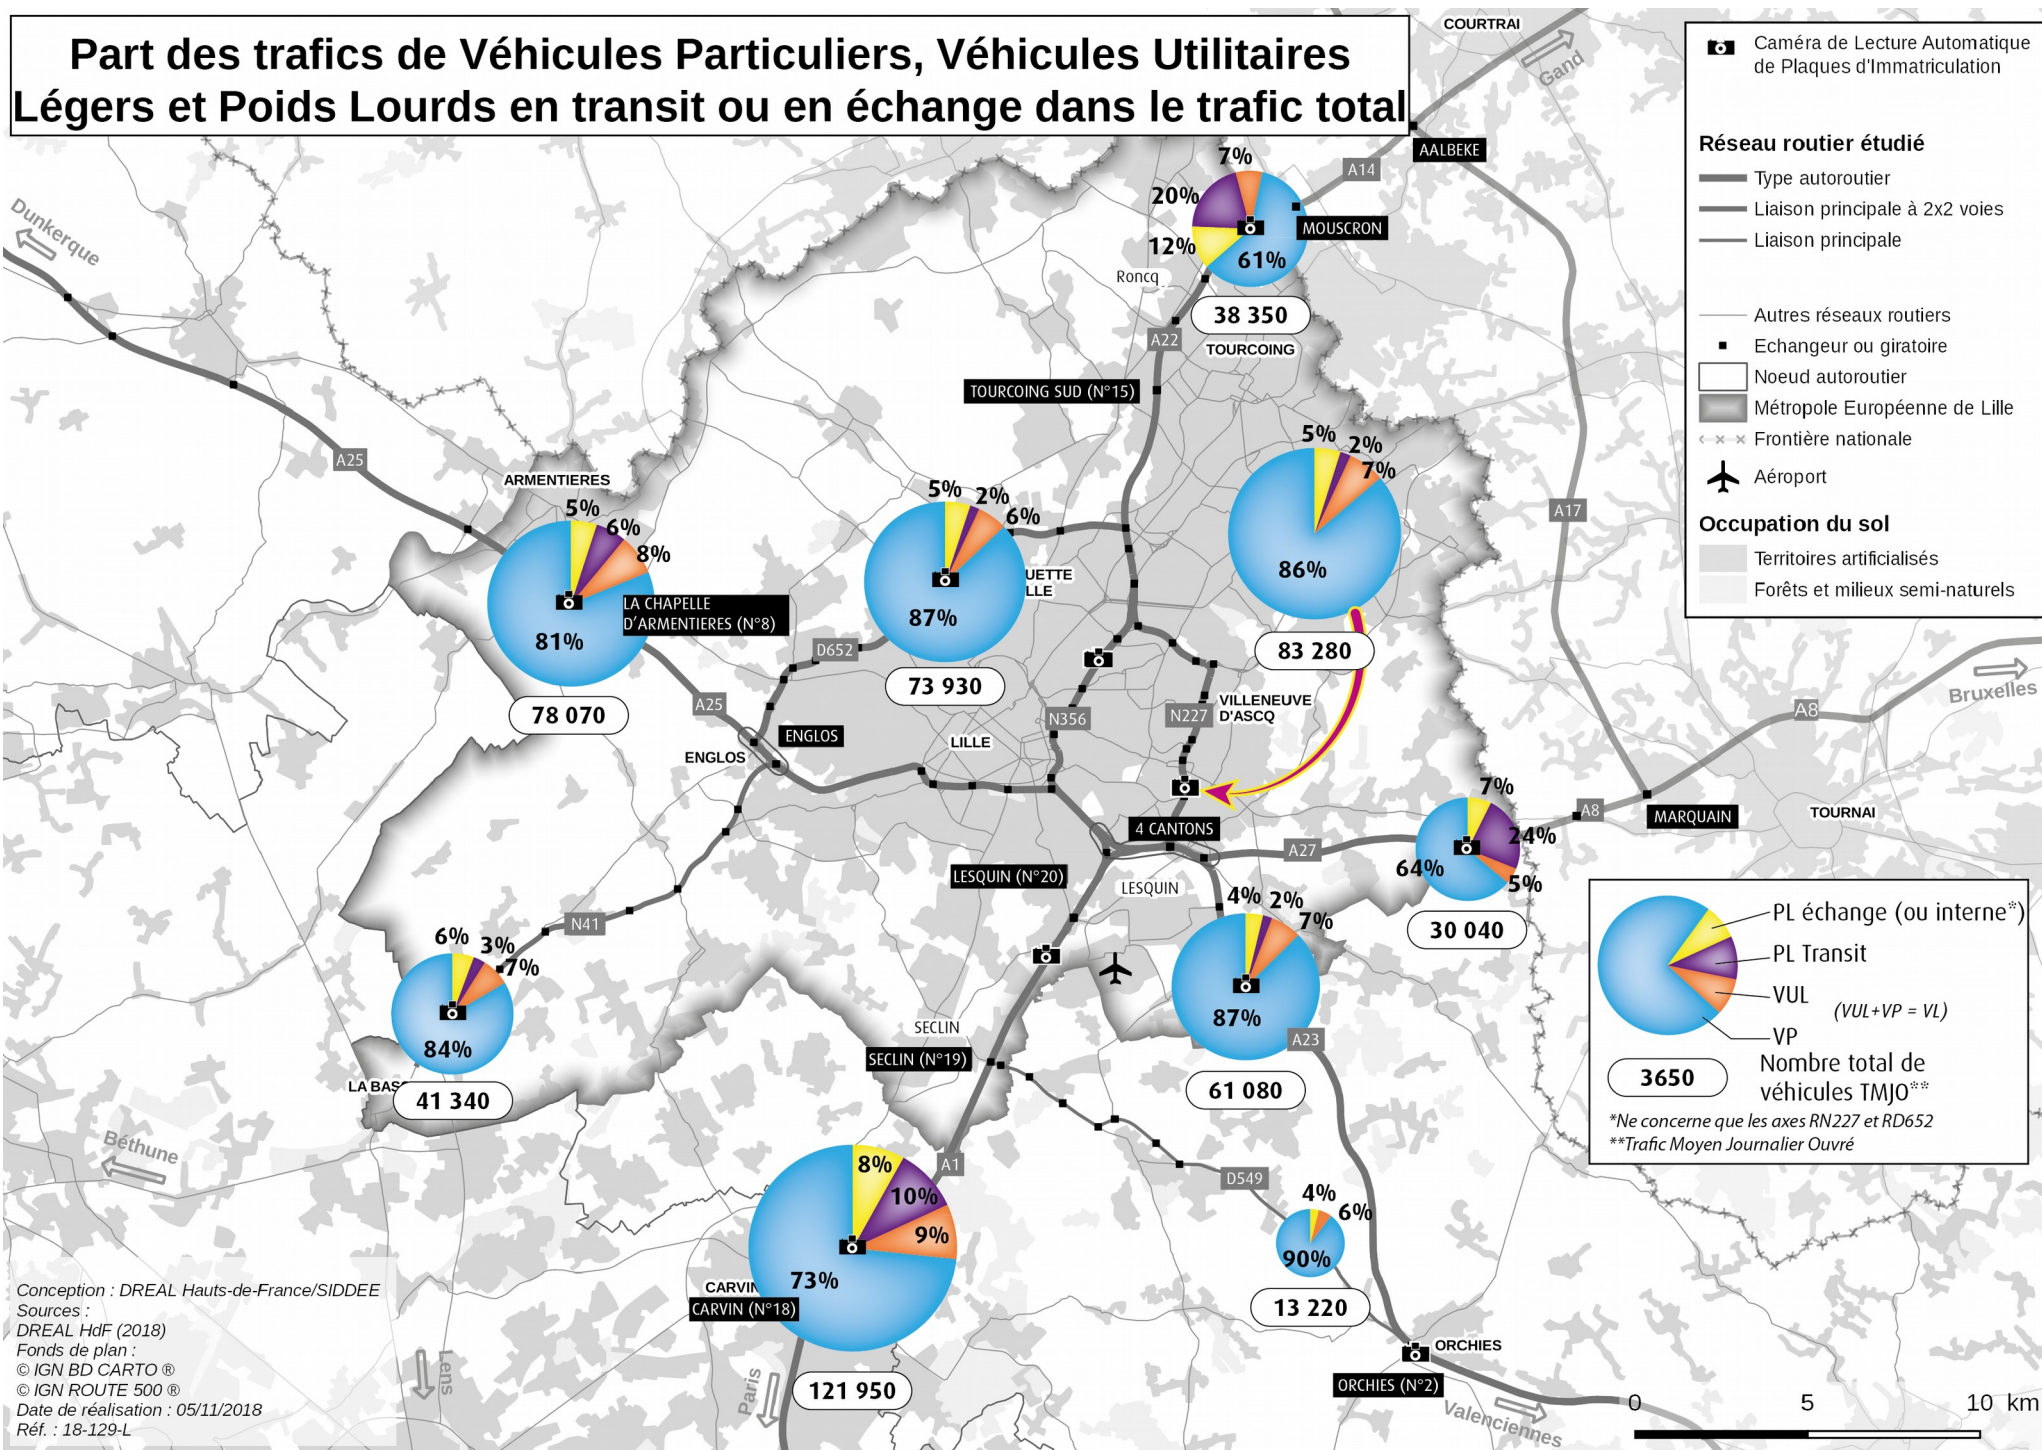 Part des trafics de Véhicules Particuliers, Véhicules Utilitaires
Légers et Poids Lourds en transit ou en échange dans le trafic total
COURTRAI
Gand
AALBEKE
A14
7%
20%
12%
61%
MOUSCRON
Roncq
38 350
A22
TOURCOING
TOURCOING SUD (N°15)
Dunkerque
A25
ARMENTIERES
5%
6%
8%
81%
LA CHAPELLE
D'ARMENTIERES (N°8)
78 070
5%
2%
6%
87%
UETTE
LLE
73 930
D652
5%
2%
7%
86%
83 280
A17
A25
ENGLOS
ENGLOS
LILLE
N356
N227
VILLENEUVE
D'ASCQ
Bruxelles
A8
A8
MARQUAIN
TOURNAI
4 CANTONS
A27
7%
24%
5%
64%
30 040
LESQUIN (N°20)
LESQUIN
N41
6%
3%
7%
84%
LA BASS
41 340
4%
2%
7%
87%
A23
61 080
SECLIN
SECLIN (N°19)
Béthune
A1
D549
8%
10%
9%
73%
CARVIN
CARVIN (N°18)
121 950
4%
6%
90%
13 220
ORCHIES
ORCHIES (N°2)
Valenciennes
Lens
Paris
Caméra de Lecture Automatique
de Plaques d'Immatriculation
Réseau routier étudié
Type autoroutier
Liaison principale à 2x2 voies
Liaison principale
Autres réseaux routiers
Echangeur ou giratoire
Noeud autoroutier
Métropole Européenne de Lille
Frontière nationale
Aéroport
Occupation du sol
Territoires artificialisés
Forêts et milieux semi-naturels
PL échange (ou interne*)
PL Transit
VUL
(VUL+VP = VL)
VP
3650
Nombre total de
véhicules TMJO**
*Ne concerne que les axes RN227 et RD652
**Trafic Moyen Journalier Ouvré
0 5 10 km
Conception : DREAL Hauts-de-France/SIDDEE
Sources :
DREAL HdF (2018)
Fonds de plan :
© IGN BD CARTO ®
© IGN ROUTE 500 ®
Date de réalisation : 05/11/2018
Réf. : 18-129-L